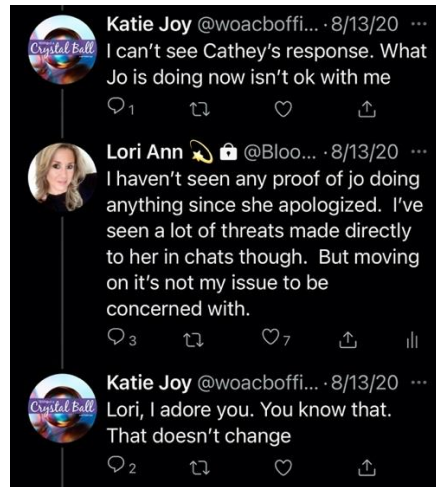 Katie Joy @woacboffi... · 8/13/20 ...
I can't see Cathey's response. What
Jo is doing now isn't ok with me
1
Lori Ann 💫 🔒 @Bloo... · 8/13/20 ...
I haven't seen any proof of jo doing
anything since she apologized. I've
seen a lot of threats made directly
to her in chats though. But moving
on it's not my issue to be
concerned with.
3 7
Katie Joy @woacboffi... · 8/13/20 ...
Lori, I adore you. You know that.
That doesn't change
2
Crystal Ball
Crystal Ball